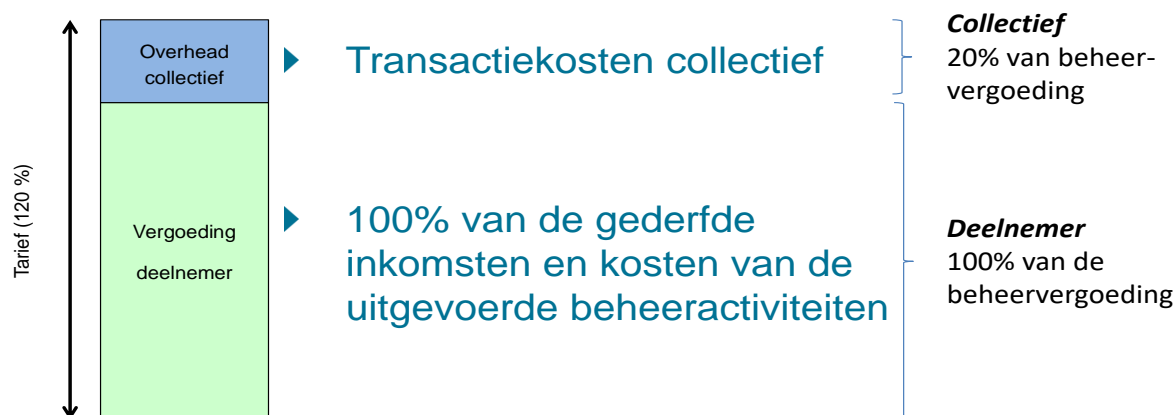 Tarief (120 %)
Overhead
collectief
Transactiekosten collectief
Collectief
20% van beheer-
vergoeding
Vergoeding
deelnemer
100% van de gederfde
inkomsten en kosten van de
uitgevoerde beheeractiviteiten
Deelnemer
100% van de
beheervergoeding